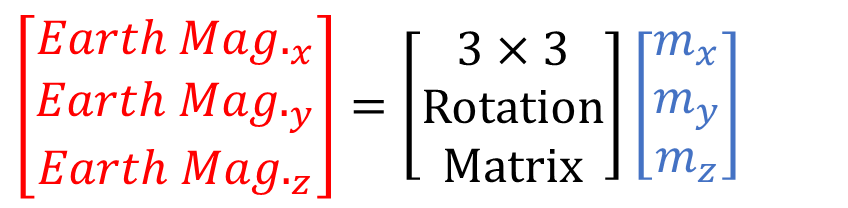 Earth Mag.x
Earth Mag.y
Earth Mag.z
=
3 × 3
Rotation
Matrix
mx
my
mz